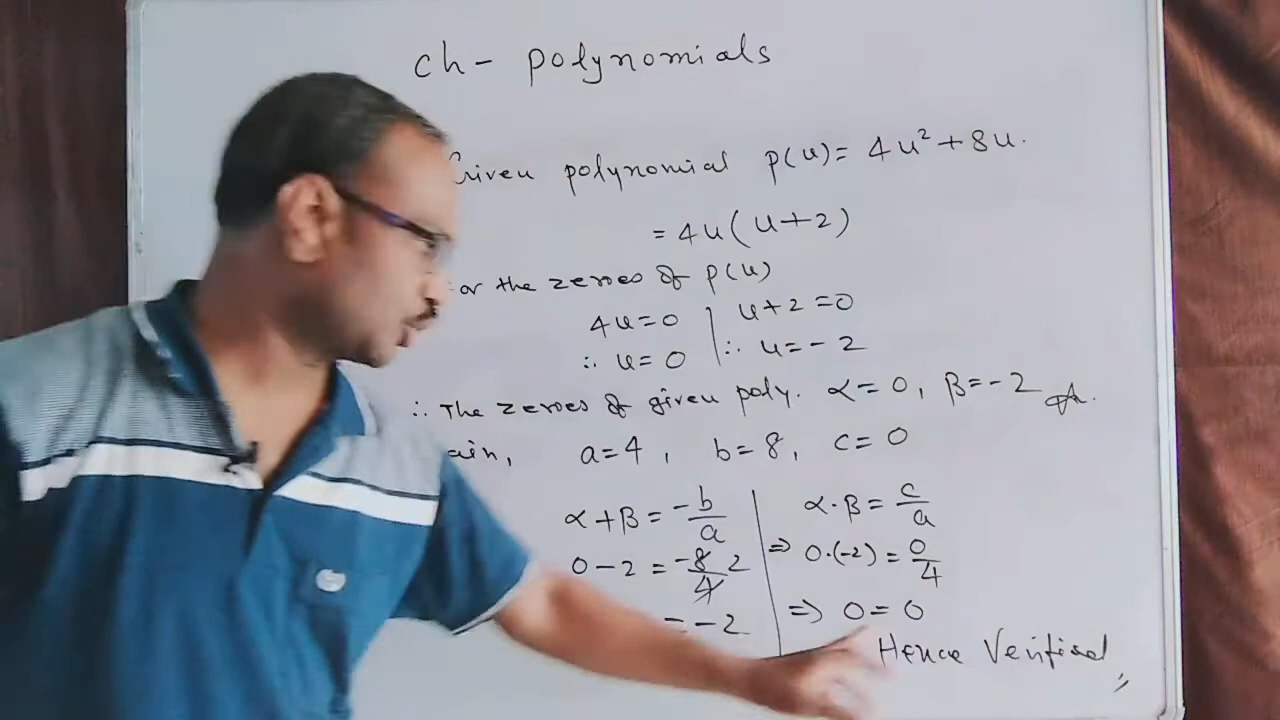 ch- polynomials
Given polynomial p(u)= 4u²+8u.
= 4u(u+2)
or the zeroes of p(u)
4u=0 | u+2=0
∴ u=0 | ∴ u=-2
∴ The zeroes of given poly. α=0, β=-2
ain, a=4, b=8, c=0
α+β = -b/a | α·β = c/a
0-2 = -8/4 2 | ⇒ 0·(-2) = 0/4
= -2 | ⇒ 0=0
Hence Verified